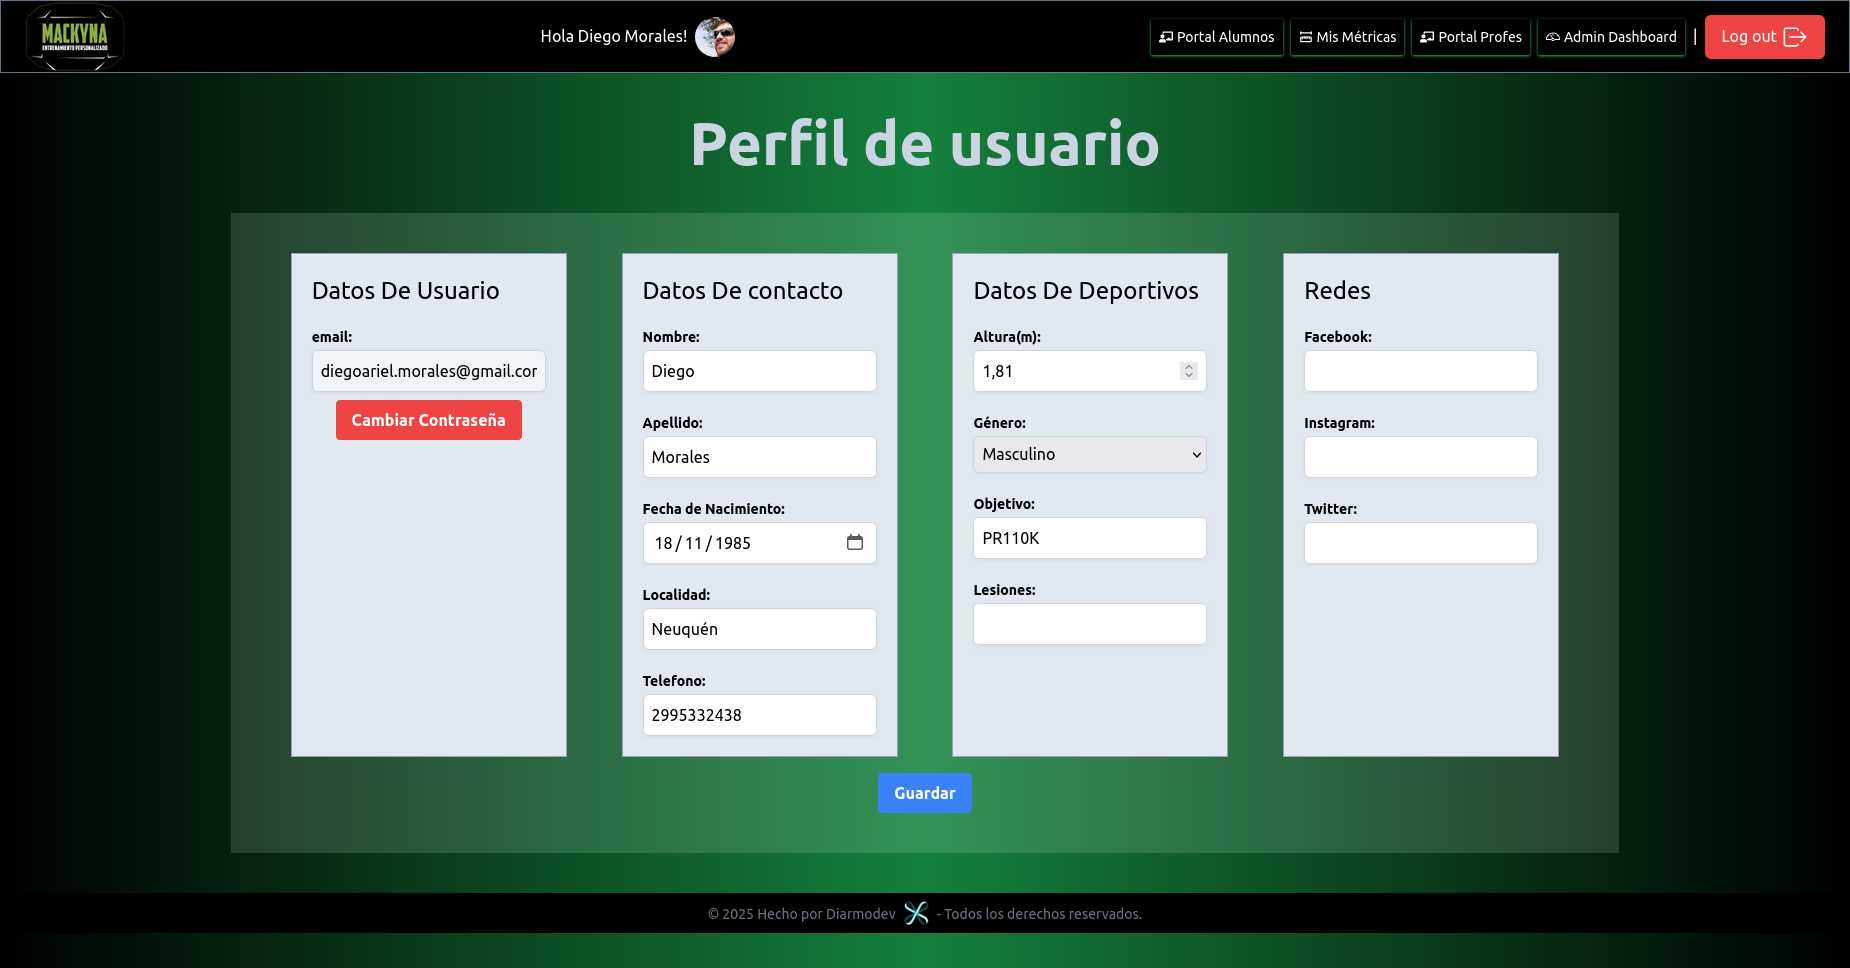 MACKYNA
ENTRENAMIENTO PERSONALIZADO
Hola Diego Morales!
Portal Alumnos
Mis Métricas
Portal Profes
Admin Dashboard
|
Log out
Perfil de usuario
Datos De Usuario
email:
diegoariel.morales@gmail.cor
Cambiar Contraseña
Datos De contacto
Nombre:
Diego
Apellido:
Morales
Fecha de Nacimiento:
18/11/1985
Localidad:
Neuquén
Telefono:
2995332438
Datos De Deportivos
Altura(m):
1,81
Género:
Masculino
Objetivo:
PR110K
Lesiones:
Redes
Facebook:
Instagram:
Twitter:
Guardar
© 2025 Hecho por Diarmodev - Todos los derechos reservados.